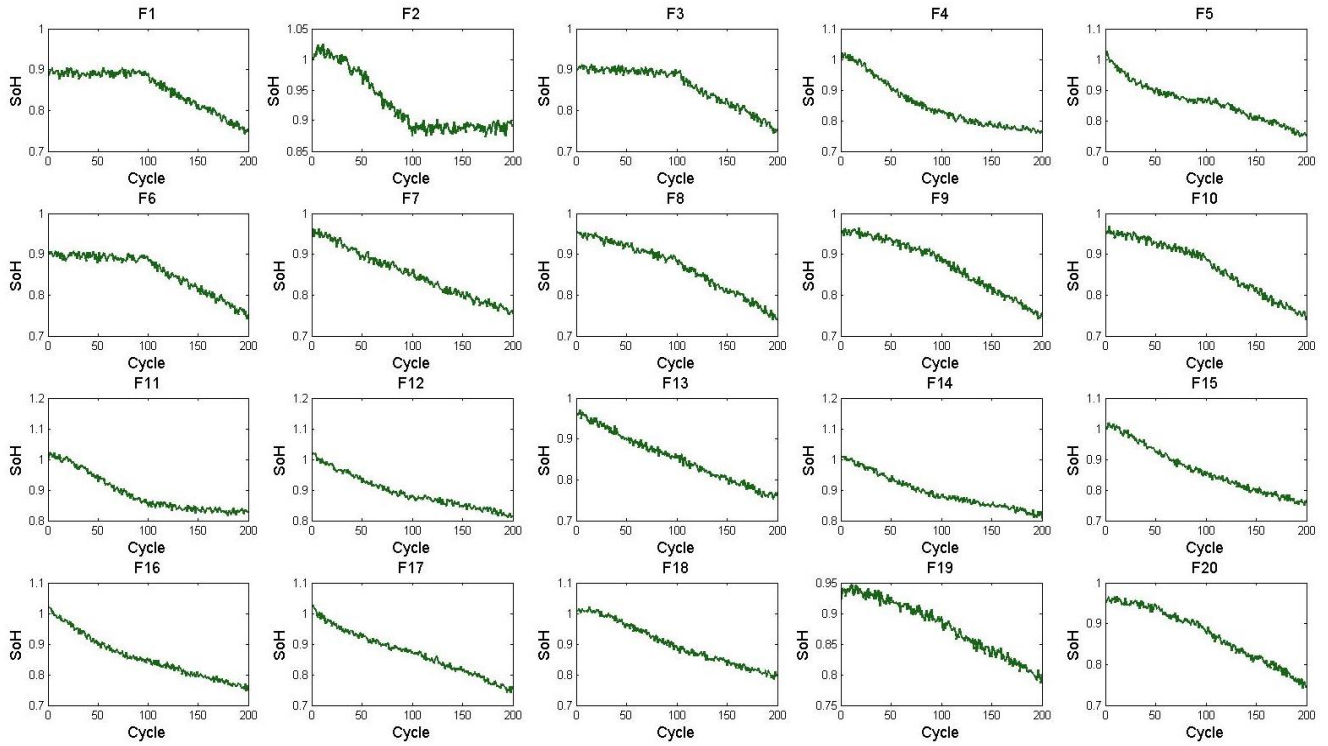 F1 F2 F3 F4 F5
1 1.05 1 1.1 1.1
0.9 1 0.9 1 1
SoH SoH SoH SoH SoH
0.95 0.9 0.9
0.8 0.9 0.8 0.8 0.8
0.7 0.85 0.7 0.7 0.7
0 50 100 150 200 0 50 100 150 200 0 50 100 150 200 0 50 100 150 200 0 50 100 150 200
Cycle Cycle Cycle Cycle Cycle
F6 F7 F8 F9 F10
1 1 1 1 1
0.9 0.9 0.9 0.9 0.9
SoH SoH SoH SoH SoH
0.8 0.8 0.8 0.8 0.8
0.7 0.7 0.7 0.7 0.7
0 50 100 150 200 0 50 100 150 200 0 50 100 150 200 0 50 100 150 200 0 50 100 150 200
Cycle Cycle Cycle Cycle Cycle
F11 F12 F13 F14 F15
1.2 1.2 1 1.2 1.1
1.1 1.1 0.9 1.1 1
SoH SoH SoH SoH SoH
1 1 1 0.9
0.9 0.9 0.8 0.9 0.8
0.8 0.8 0.7 0.8 0.7
0 50 100 150 200 0 50 100 150 200 0 50 100 150 200 0 50 100 150 200 0 50 100 150 200
Cycle Cycle Cycle Cycle Cycle
F16 F17 F18 F19 F20
1.1 1.1 1.1 0.95 1
1 1 1 0.9 0.9
SoH SoH SoH SoH SoH
0.9 0.9 0.9 0.85
0.8 0.8 0.8 0.8 0.8
0.7 0.7 0.7 0.75 0.7
0 50 100 150 200 0 50 100 150 200 0 50 100 150 200 0 50 100 150 200 0 50 100 150 200
Cycle Cycle Cycle Cycle Cycle